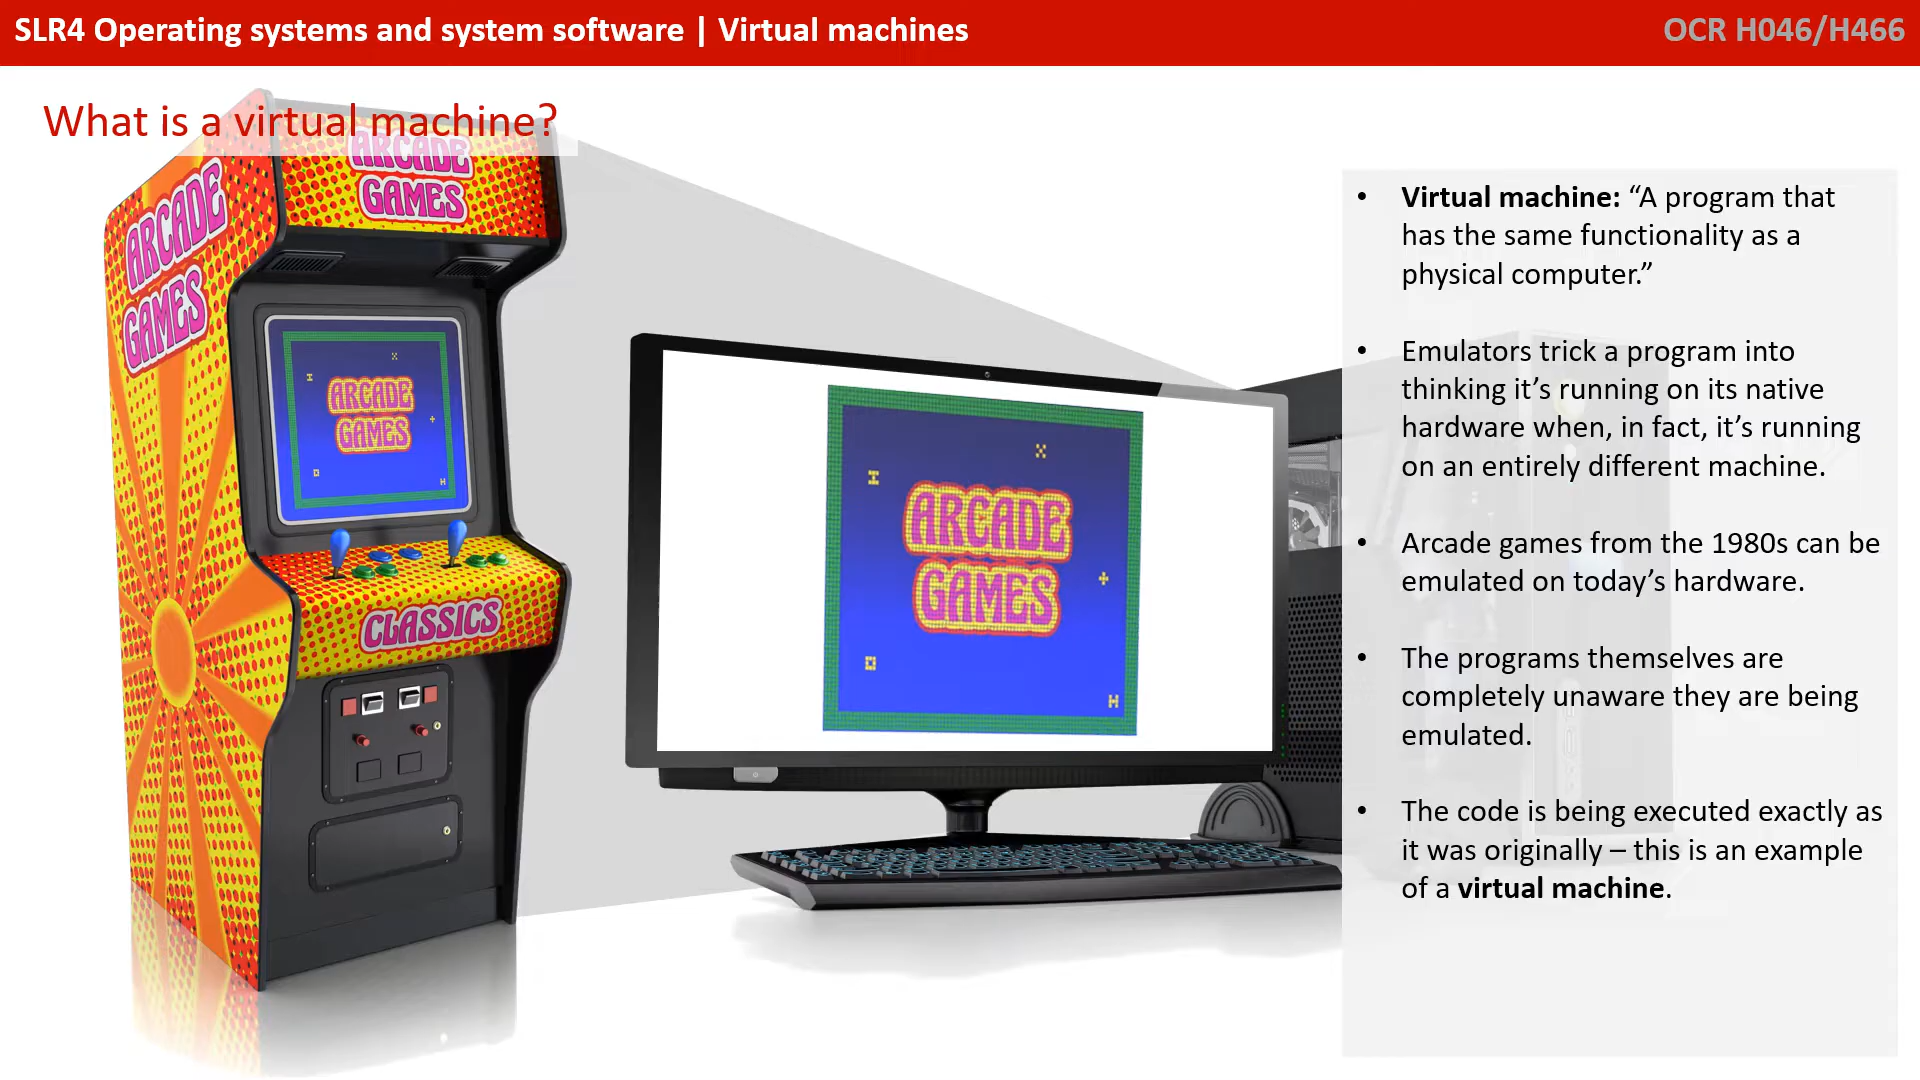 SLR4 Operating systems and system software | Virtual machines
OCR H046/H466
What is a virtual machine?
ARCADE
GAMES
ARCADE
GAMES
ARCADE
GAMES
CLASSICS
ARCADE
GAMES
• Virtual machine: “A program that
has the same functionality as a
physical computer.”
• Emulators trick a program into
thinking it’s running on its native
hardware when, in fact, it’s running
on an entirely different machine.
• Arcade games from the 1980s can be
emulated on today’s hardware.
• The programs themselves are
completely unaware they are being
emulated.
• The code is being executed exactly as
it was originally – this is an example
of a virtual machine.